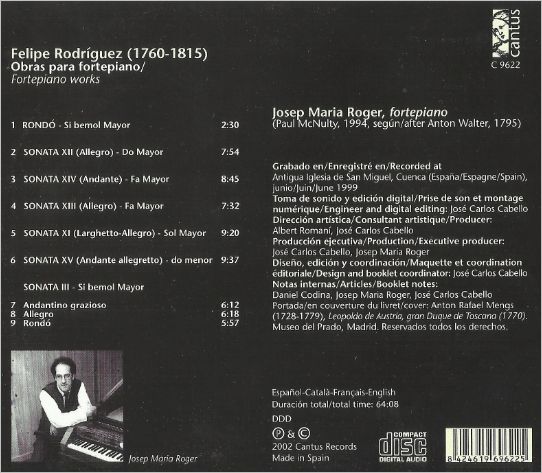 Felipe Rodríguez (1760-1815)
Obras para fortepiano/
Fortepiano works
1 RONDÓ - Si bemol Mayor 2:30
2 SONATA XII (Allegro) - Do Mayor 7:54
3 SONATA XIV (Andante) - Fa Mayor 8:45
4 SONATA XIII (Allegro) - Fa Mayor 7:32
5 SONATA XI (Larghetto-Allegro) - Sol Mayor 9:20
6 SONATA XV (Andante allegretto) - do menor 9:37
SONATA III - Si bemol Mayor
7 Andantino grazioso 6:12
8 Allegro 6:18
9 Rondó 5:57
Josep Maria Roger
cantus
C 9622
Josep Maria Roger, fortepiano
(Paul McNulty, 1994, según/after Anton Walter, 1795)
Grabado en/Enregistré en/Recorded at
Antigua Iglesia de San Miguel, Cuenca (España/Espagne/Spain),
junio/Juin/June 1999
Toma de sonido y edición digital/Prise de son et montage
numérique/Engineer and digital editing: José Carlos Cabello
Dirección artística/Consultant artistique/Producer:
Albert Romaní, José Carlos Cabello
Producción ejecutiva/Production/Executive producer:
José Carlos Cabello, Josep Maria Roger
Diseño, edición y coordinación/Maquette et coordination
éditoriale/Design and booklet coordinator: José Carlos Cabello
Notas internas/Articles/Booklet notes:
Daniel Codina, Josep Maria Roger, José Carlos Cabello
Portada/en couverture du livret/cover: Anton Rafael Mengs
(1728-1779), Leopoldo de Austria, gran Duque de Toscana (1770).
Museo del Prado, Madrid. Reservados todos los derechos.
Español-Català-Français-English
Duración total/total time: 64:08
DDD
℗ & ©
2002 Cantus Records
Made in Spain
COMPACT
disc
DIGITAL AUDIO
8 424619 696225